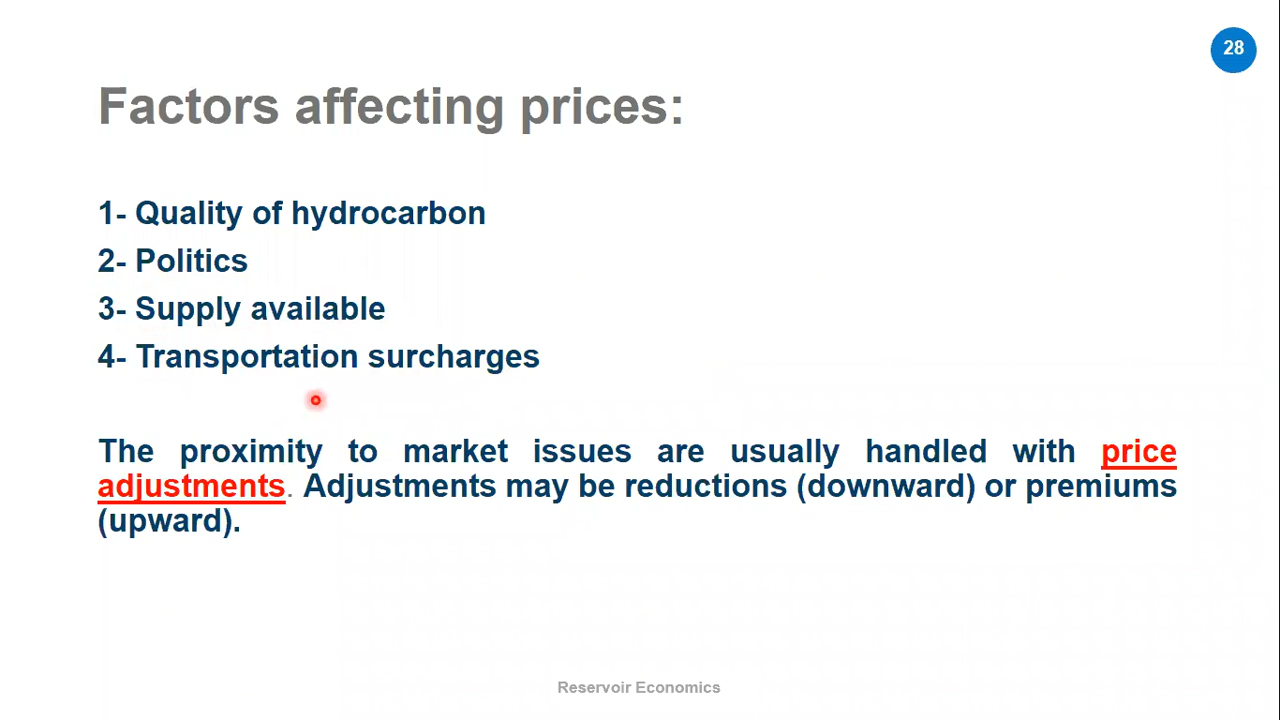 28
Factors affecting prices:
1- Quality of hydrocarbon
2- Politics
3- Supply available
4- Transportation surcharges
The proximity to market issues are usually handled with price
adjustments. Adjustments may be reductions (downward) or premiums
(upward).
Reservoir Economics